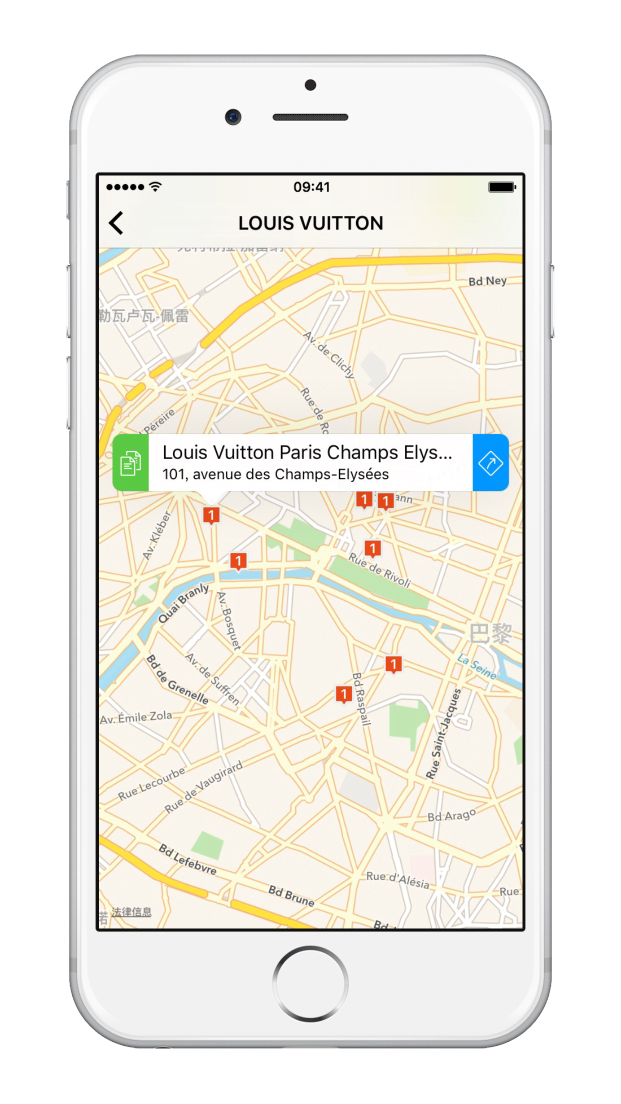 09:41
LOUIS VUITTON
Bd Ney
勒瓦卢瓦-佩雷
Av. de Clichy
Rue de Ro
Péreire
Louis Vuitton Paris Champs Elys...
101, avenue des Champs-Elysées
1
1
ann
1
Av. Kléber
1
1
Rue de Rivoli
Quai Branly
Av. Bosquet
巴黎
La Seine
Bd de Grenelle
Av. de Suffren
1
1
Bd Raspail
Rue Saint-Jacques
Av. Émile Zola
Rue Lecourbe
Rue de Vaugirard
Bd Arago
Bd Lefebvre
Rue d'Alésia
Bd Brune
Rue
法律信息
Bd